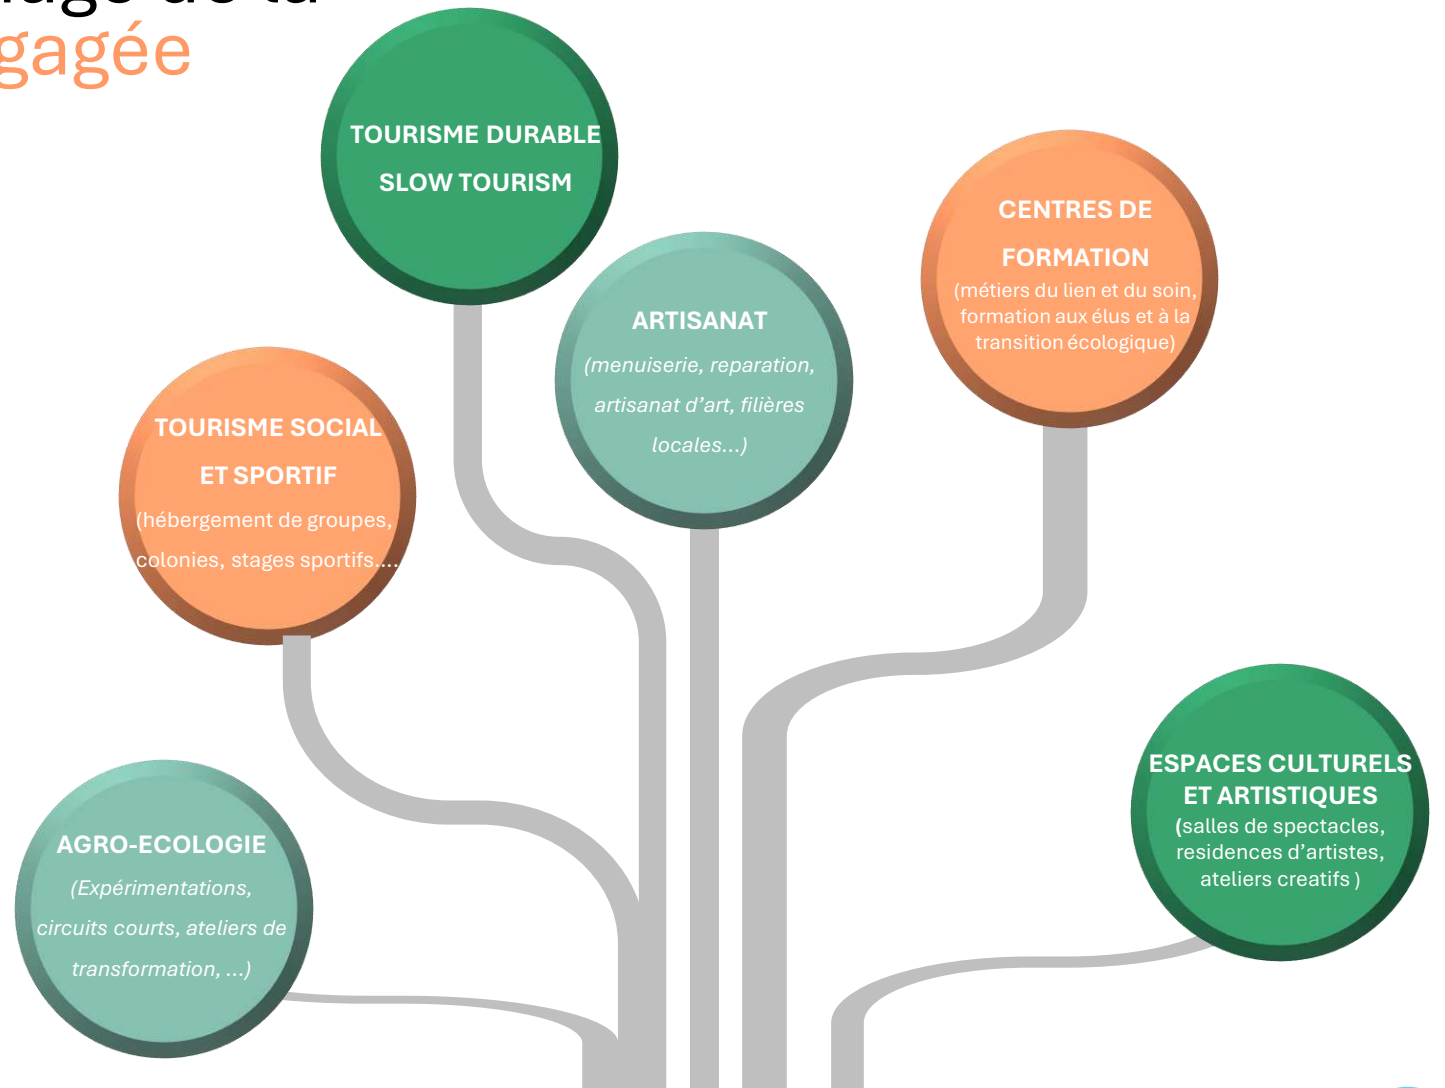 gagée
TOURISME DURABLE
SLOW TOURISM
CENTRES DE
FORMATION
(métiers du lien et du soin,
formation aux élus et à la
transition écologique)
ARTISANAT
(menuiserie, reparation,
artisanat d’art, filières
locales...)
TOURISME SOCIAL
ET SPORTIF
(hébergement de groupes,
colonies, stages sportifs....
ESPACES CULTURELS
ET ARTISTIQUES
(salles de spectacles,
residences d’artistes,
ateliers creatifs )
AGRO-ECOLOGIE
(Expérimentations,
circuits courts, ateliers de
transformation, ...)